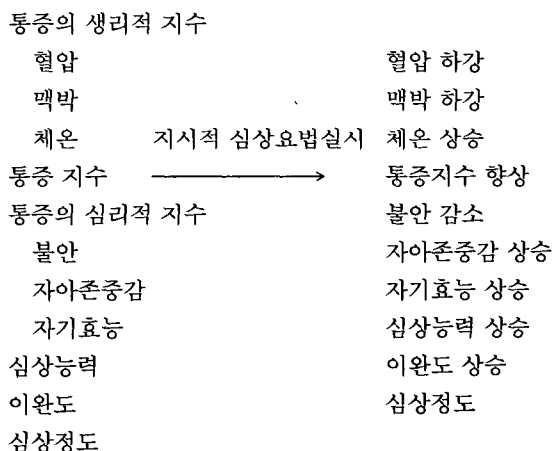 통증의 생리적 지수
혈압 혈압 하강
맥박 맥박 하강
체온 지시적 심상요법실시 체온 상승
통증 지수 → 통증지수 향상
통증의 심리적 지수 불안 감소
불안 자아존중감 상승
자아존중감 자기효능 상승
자기효능 심상능력 상승
심상능력 이완도 상승
이완도 심상정도
심상정도